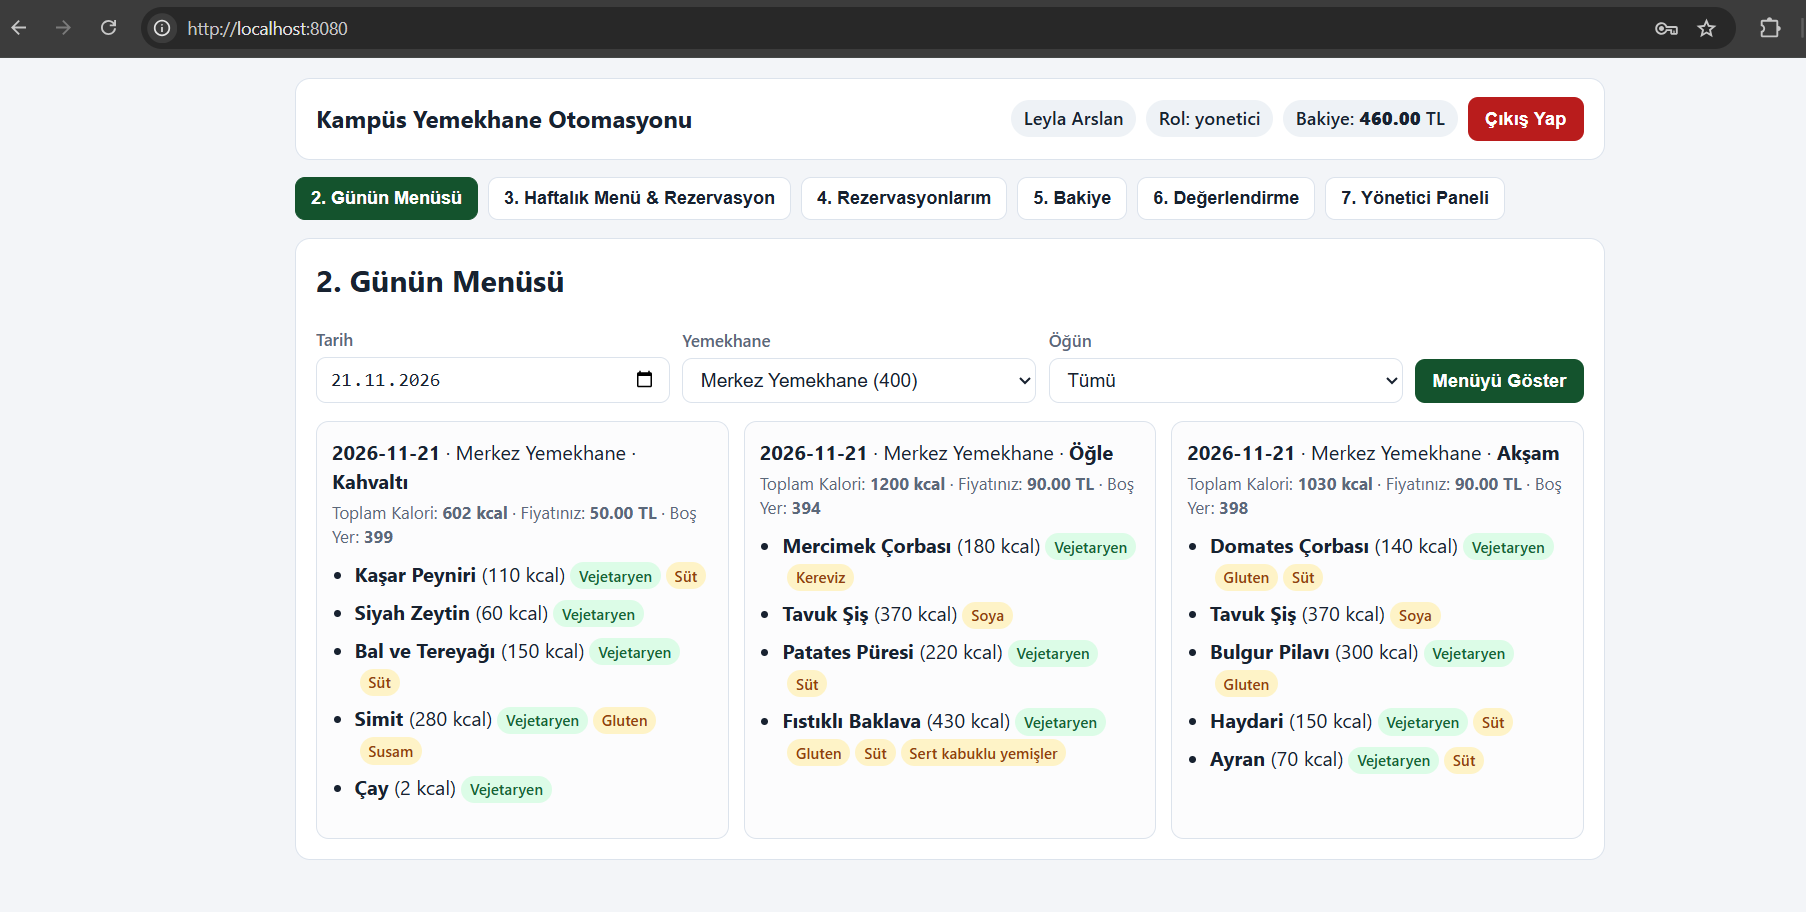 http://localhost:8080
Kampüs Yemekhane Otomasyonu
Leyla Arslan
Rol: yonetici
Bakiye: 460.00 TL
Çıkış Yap
2. Günün Menüsü
3. Haftalık Menü & Rezervasyon
4. Rezervasyonlarım
5. Bakiye
6. Değerlendirme
7. Yönetici Paneli
2. Günün Menüsü
Tarih
21.11.2026
Yemekhane
Merkez Yemekhane (400)
Öğün
Tümü
Menüyü Göster
2026-11-21 · Merkez Yemekhane ·
Kahvaltı
Toplam Kalori: 602 kcal · Fiyatınız: 50.00 TL · Boş
Yer: 399
Kaşar Peyniri (110 kcal) Vejetaryen Süt
Siyah Zeytin (60 kcal) Vejetaryen
Bal ve Tereyağı (150 kcal) Vejetaryen
Süt
Simit (280 kcal) Vejetaryen Gluten
Susam
Çay (2 kcal) Vejetaryen
2026-11-21 · Merkez Yemekhane · Öğle
Toplam Kalori: 1200 kcal · Fiyatınız: 90.00 TL · Boş
Yer: 394
Mercimek Çorbası (180 kcal) Vejetaryen
Kereviz
Tavuk Şiş (370 kcal) Soya
Patates Püresi (220 kcal) Vejetaryen
Süt
Fıstıklı Baklava (430 kcal) Vejetaryen
Gluten Süt Sert kabuklu yemişler
2026-11-21 · Merkez Yemekhane · Akşam
Toplam Kalori: 1030 kcal · Fiyatınız: 90.00 TL · Boş
Yer: 398
Domates Çorbası (140 kcal) Vejetaryen
Gluten Süt
Tavuk Şiş (370 kcal) Soya
Bulgur Pilavı (300 kcal) Vejetaryen
Gluten
Haydari (150 kcal) Vejetaryen Süt
Ayran (70 kcal) Vejetaryen Süt